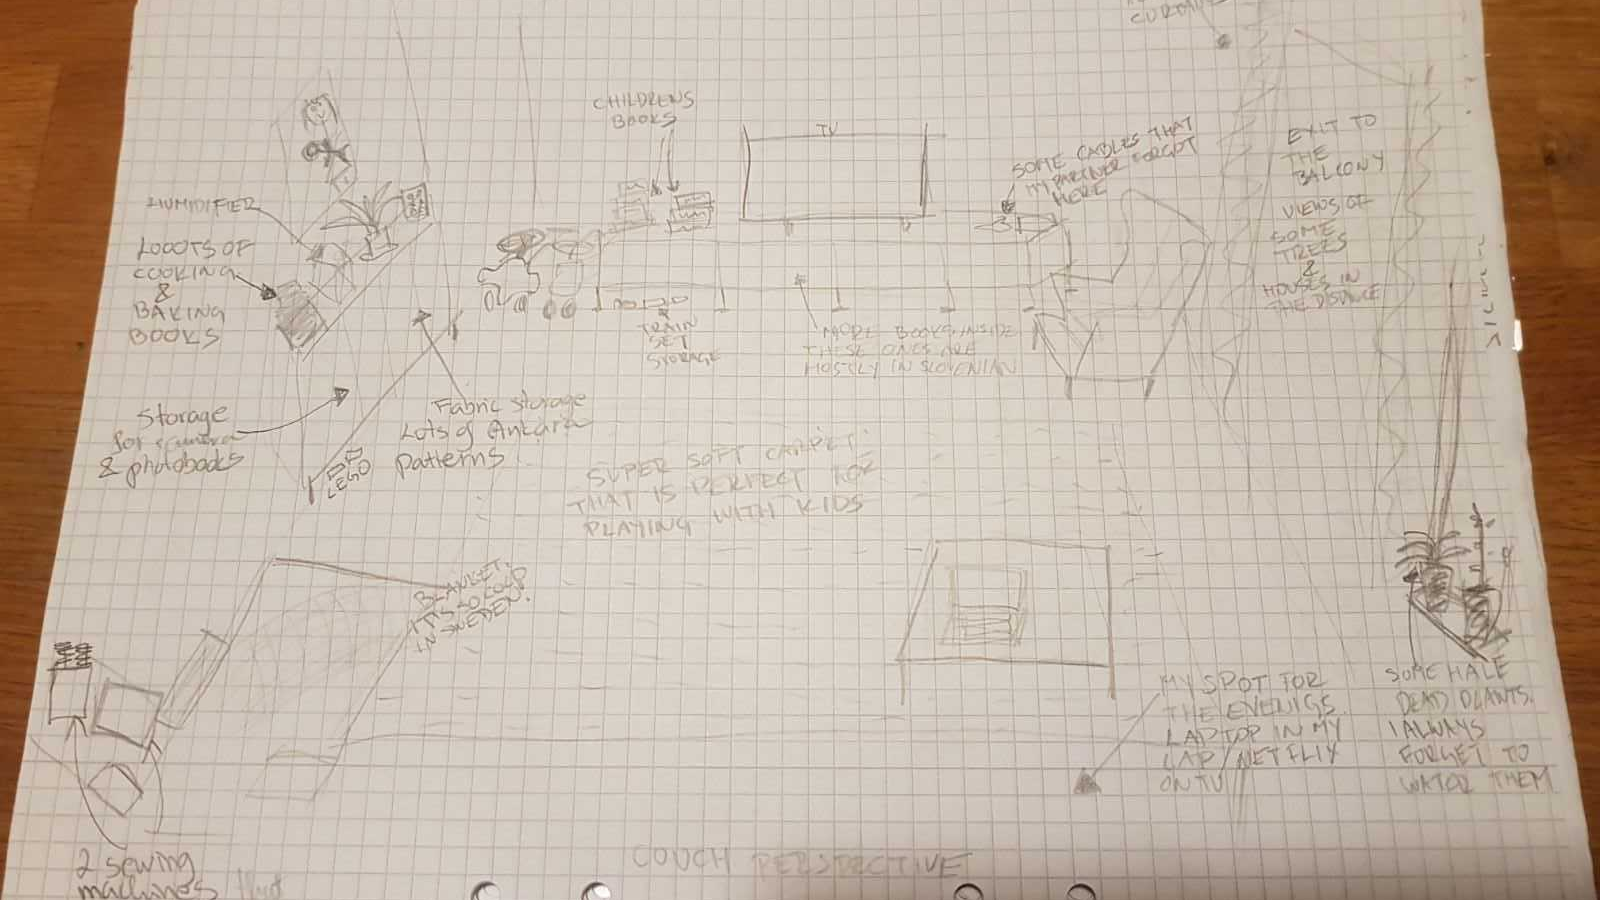 CHILDRENS
BOOKS
TV
SOME CABLES THAT
MY PARTNER FORGOT
HERE
EXIT TO
THE
BALCONY
VIEWS OF
SOME
TREES
&
HOUSES IN
THE DISTANCE
HUMIDIFIER
LOOOTS OF
COOKING
&
BAKING
BOOKS
TRAIN
SET
STORAGE
MORE BOOKS INSIDE
THESE ONES ARE
MOSTLY IN SLOVENIAN
Storage
for camera
& photobooks
LEGO
Fabric storage
Lots of Ankara
patterns
SUPER SOFT CARPET.
THAT IS PERFECT FOR
PLAYING WITH KIDS
BLANKET.
IT IS SO COLD
IN SWEDEN!
MY SPOT FOR
THE EVENIGS.
LAPTOP IN MY
LAP/NETFLIX
ON TV
SOME HALF
DEAD PLANTS.
I ALWAYS
FORGET TO
WATER THEM
2 sewing
machines
COUCH PERSPECTIVE